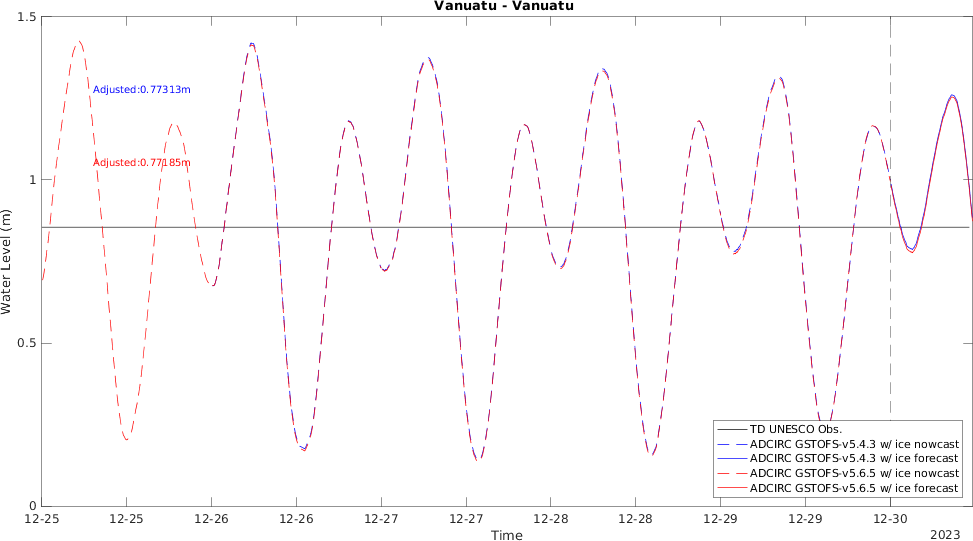 Vanuatu - Vanuatu
1.5
Adjusted:0.77313m
Adjusted:0.77185m
1
Water Level (m)
0.5
TD UNESCO Obs.
ADCIRC GSTOFS-v5.4.3 w/ ice nowcast
ADCIRC GSTOFS-v5.4.3 w/ ice forecast
ADCIRC GSTOFS-v5.6.5 w/ ice nowcast
ADCIRC GSTOFS-v5.6.5 w/ ice forecast
0
12-25 12-25 12-26 12-26 12-27 12-27 12-28 12-28 12-29 12-29 12-30
Time
2023